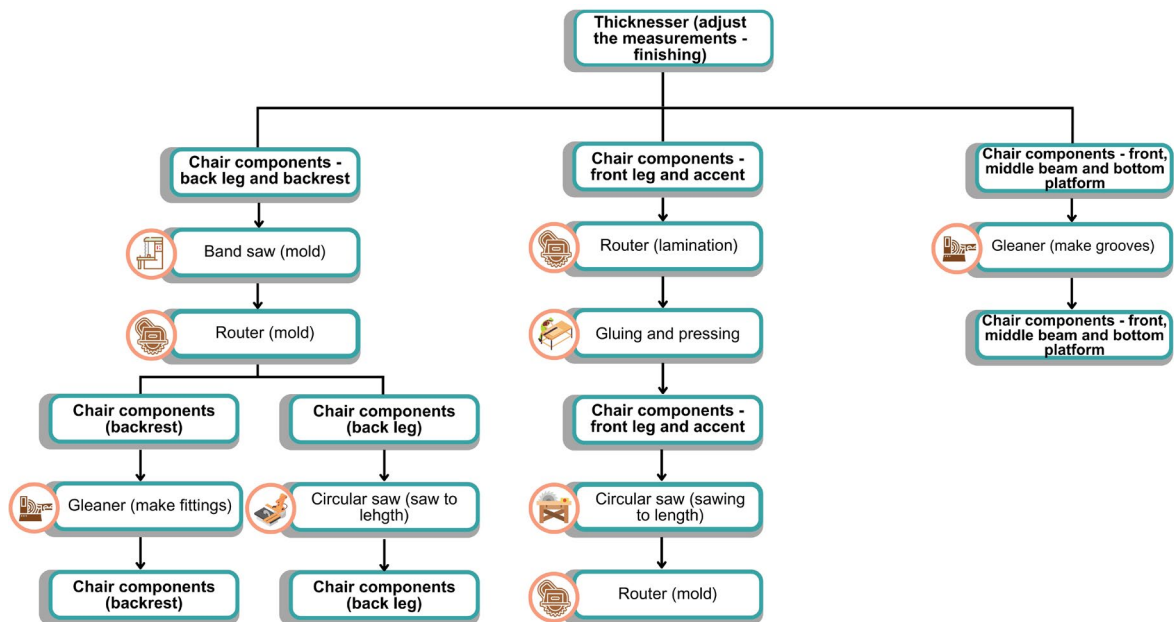 Thicknesser (adjust
the measurements -
finishing)
Chair components -
back leg and backrest
Chair components -
front leg and accent
Chair components - front,
middle beam and bottom
platform
Band saw (mold)
Router (lamination)
Gleaner (make grooves)
Router (mold)
Gluing and pressing
Chair components - front,
middle beam and bottom
platform
Chair components
(backrest)
Chair components
(back leg)
Chair components -
front leg and accent
Gleaner (make fittings)
Circular saw (saw to
lehgth)
Circular saw (sawing
to length)
Chair components
(backrest)
Chair components
(back leg)
Router (mold)